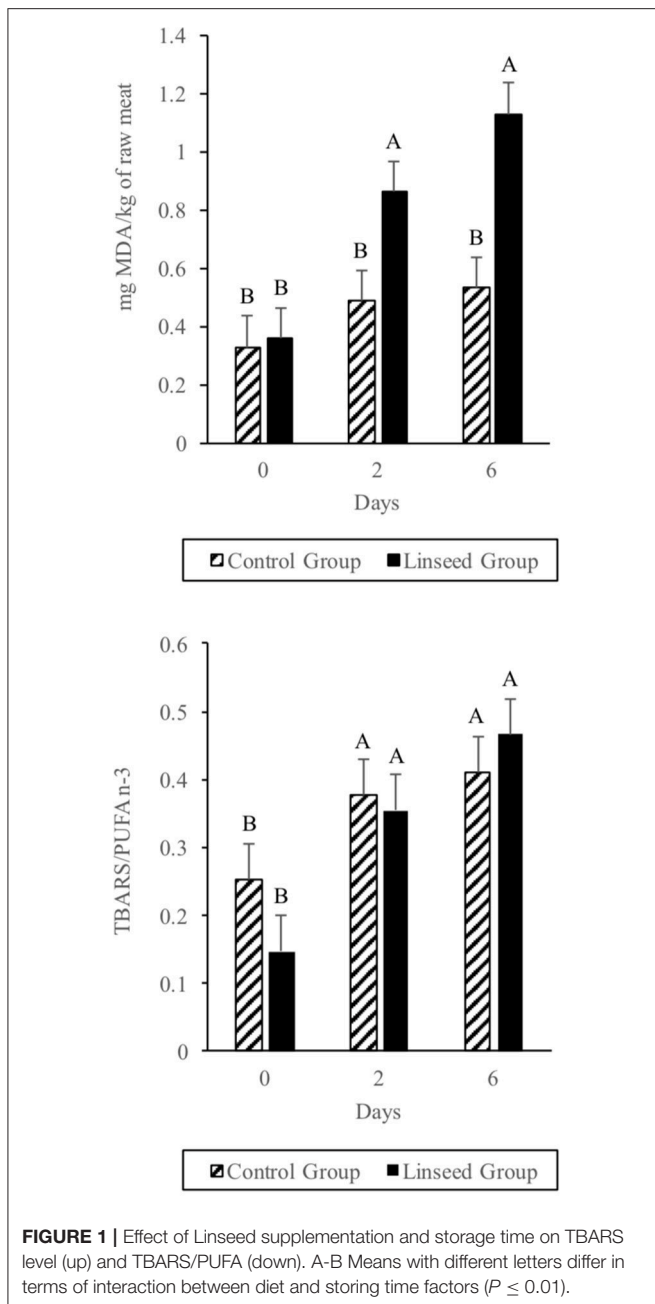 1.4
A
1.2
A
1
mg MDA/kg of raw meat
0.8
B
B
0.6
B
B
0.4
0.2
0
0
2
6
Days
Control Group
Linseed Group
0.6
A
A
0.5
A
A
0.4
TBARS/PUFA n-3
B
0.3
B
0.2
0.1
0
0
2
6
Days
Control Group
Linseed Group
FIGURE 1 | Effect of Linseed supplementation and storage time on TBARS
level (up) and TBARS/PUFA (down). A-B Means with different letters differ in
terms of interaction between diet and storing time factors (P ≤ 0.01).